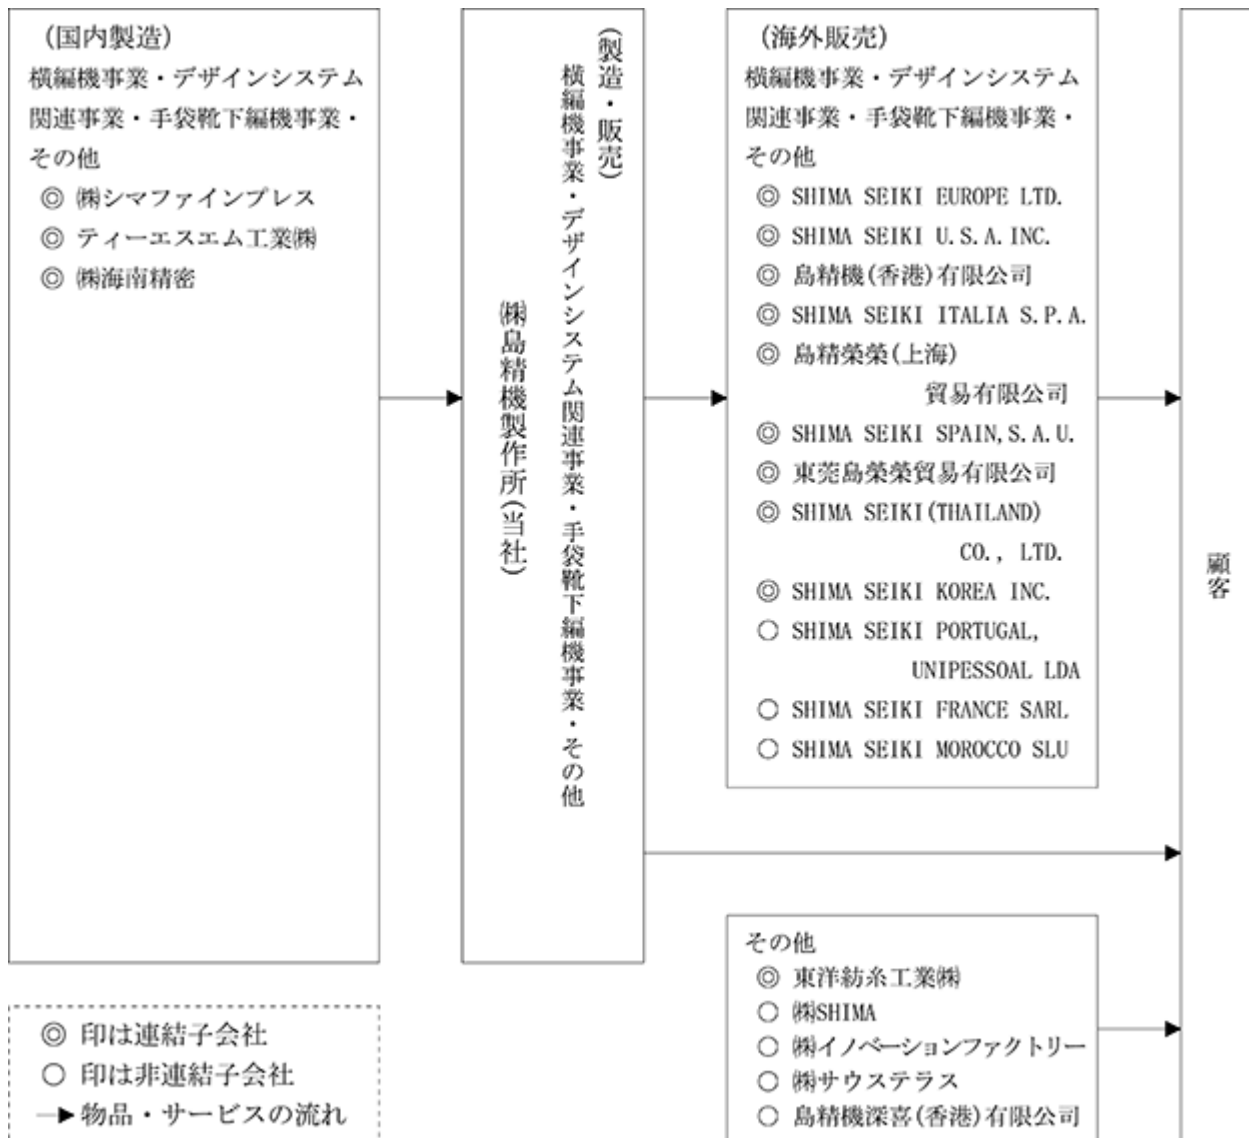 (国内製造)
横編機事業・デザインシステム
関連事業・手袋靴下編機事業・
その他
◎ ㈱シマファインプレス
◎ ティーエスエム工業㈱
◎ ㈱海南精密
(製造・販売)
横編機事業・デザインシステム関連事業・手袋靴下編機事業・その他
㈱島精機製作所(当社)
(海外販売)
横編機事業・デザインシステム
関連事業・手袋靴下編機事業・
その他
◎ SHIMA SEIKI EUROPE LTD.
◎ SHIMA SEIKI U.S.A.INC.
◎ 島精機(香港)有限公司
◎ SHIMA SEIKI ITALIA S.P.A.
◎ 島精榮榮(上海)
貿易有限公司
◎ SHIMA SEIKI SPAIN,S.A.U.
◎ 東莞島榮榮貿易有限公司
◎ SHIMA SEIKI(THAILAND)
CO., LTD.
◎ SHIMA SEIKI KOREA INC.
○ SHIMA SEIKI PORTUGAL,
UNIPESSOAL LDA
○ SHIMA SEIKI FRANCE SARL
○ SHIMA SEIKI MOROCCO SLU
顧客
その他
◎ 東洋紡糸工業㈱
○ ㈱SHIMA
○ ㈱イノベーションファクトリー
○ ㈱サウステラス
○ 島精機深喜(香港)有限公司
◎ 印は連結子会社
○ 印は非連結子会社
→ 物品・サービスの流れ